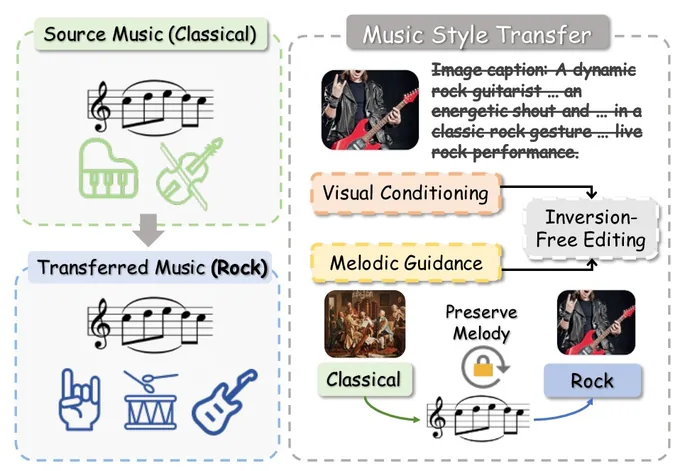 Source Music (Classical)
Transferred Music (Rock)
Music Style Transfer
Image caption: A dynamic
rock guitarist ... an
energetic shout and ... in a
classic rock gesture ... live
rock performance.
Visual Conditioning
Melodic Guidance
Inversion-
Free Editing
Preserve
Melody
Classical
Rock